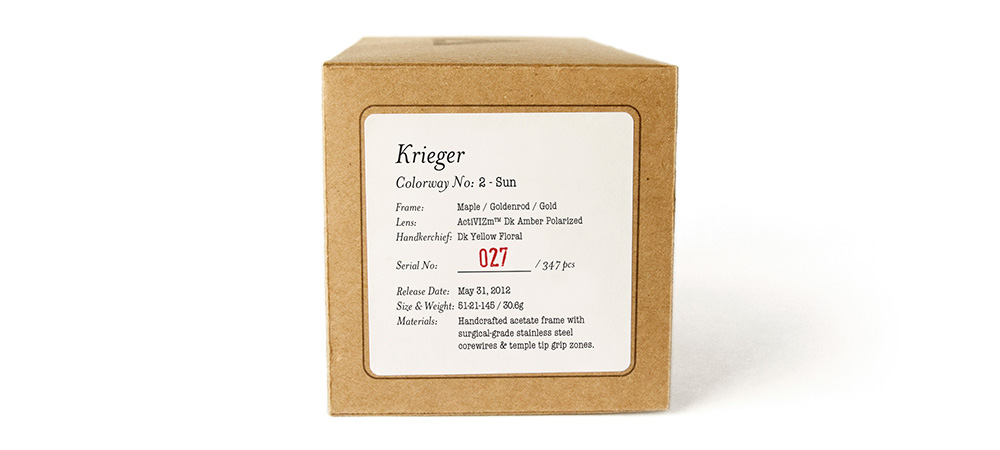 Krieger
Colorway No: 2 - Sun
Frame: Maple / Goldenrod / Gold
Lens: ActiVIZm™ Dk Amber Polarized
Handkerchief: Dk Yellow Floral
Serial No: 027 / 347 pcs
Release Date: May 31, 2012
Size & Weight: 51-21-145 / 30.6g
Materials: Handcrafted acetate frame with
surgical-grade stainless steel
corewires & temple tip grip zones.